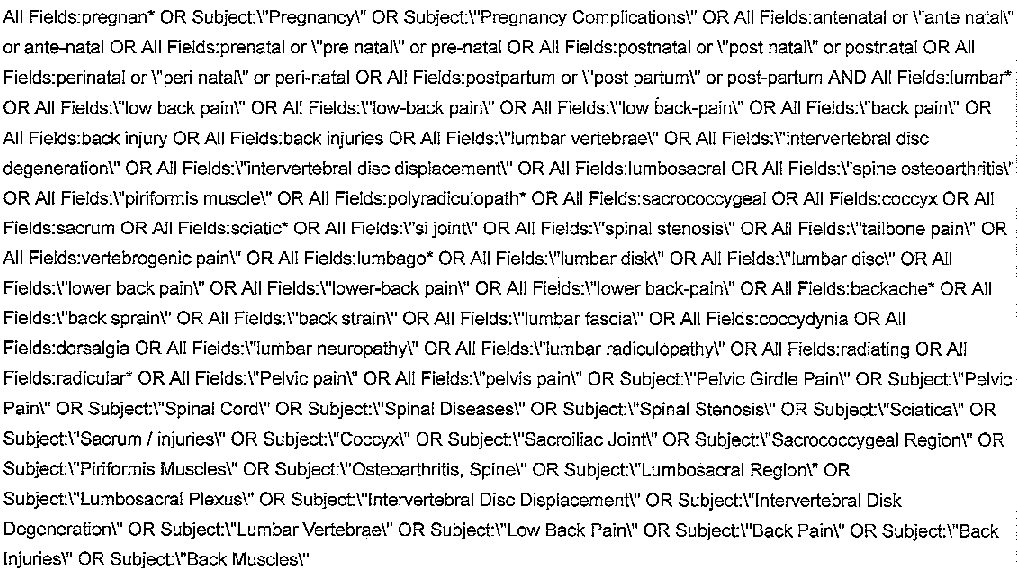 All Fields:pregnan* OR Subject:\"Pregnancy\" OR Subject:\"Pregnancy Complications\" OR All Fields:antenatal or \"ante natal\"
or ante-natal OR All Fields:prenatal or \"pre natal\" or pre-natal OR All Fields:postnatal or \"post natal\" or postnatal OR All
Fields:perinatal or \"peri natal\" or peri-natal OR All Fields:postpartum or \"post partum\" or post-partum AND All Fields:lumbar*
OR All Fields:\"low back pain\" OR All Fields:\"low-back pain\" OR All Fields:\"low back-pain\" OR All Fields:\"back pain\" OR
All Fields:back injury OR All Fields:back injuries OR All Fields:\"lumbar vertebrae\" OR All Fields:\"intervertebral disc
degeneration\" OR All Fields:\"intervertebral disc displacement\" OR All Fields:lumbosacral OR All Fields:\"spine osteoarthritis\"
OR All Fields:\"piriformis muscle\" OR All Fields:polyradiculopath* OR All Fields:sacrococcygeal OR All Fields:coccyx OR All
Fields:sacrum OR All Fields:sciatic* OR All Fields:\"si joint\" OR All Fields:\"spinal stenosis\" OR All Fields:\"tailbone pain\" OR
All Fields:vertebrogenic pain\" OR All Fields:lumbago* OR All Fields:\"lumbar disk\" OR All Fields:\"lumbar disc\" OR All
Fields:\"lower back pain\" OR All Fields:\"lower-back pain\" OR All Fields:\"lower back-pain\" OR All Fields:backache* OR All
Fields:\"back sprain\" OR All Fields:\"back strain\" OR All Fields:\"lumbar fascia\" OR All Fields:coccydynia OR All
Fields:dorsalgia OR All Fields:\"lumbar neuropathy\" OR All Fields:\"lumbar radiculopathy\" OR All Fields:radiating OR All
Fields:radicular* OR All Fields:\"Pelvic pain\" OR All Fields:\"pelvis pain\" OR Subject:\"Pelvic Girdle Pain\" OR Subject:\"Pelvic
Pain\" OR Subject:\"Spinal Cord\" OR Subject:\"Spinal Diseases\" OR Subject:\"Spinal Stenosis\" OR Subject:\"Sciatica\" OR
Subject:\"Sacrum / injuries\" OR Subject:\"Coccyx\" OR Subject:\"Sacroiliac Joint\" OR Subject:\"Sacrococcygeal Region\" OR
Subject:\"Piriformis Muscles\" OR Subject:\"Osteoarthritis, Spine\" OR Subject:\"Lumbosacral Region\" OR
Subject:\"Lumbosacral Plexus\" OR Subject:\"Intervertebral Disc Displacement\" OR Subject:\"Intervertebral Disk
Degeneration\" OR Subject:\"Lumbar Vertebrae\" OR Subject:\"Low Back Pain\" OR Subject:\"Back Pain\" OR Subject:\"Back
Injuries\" OR Subject:\"Back Muscles\"